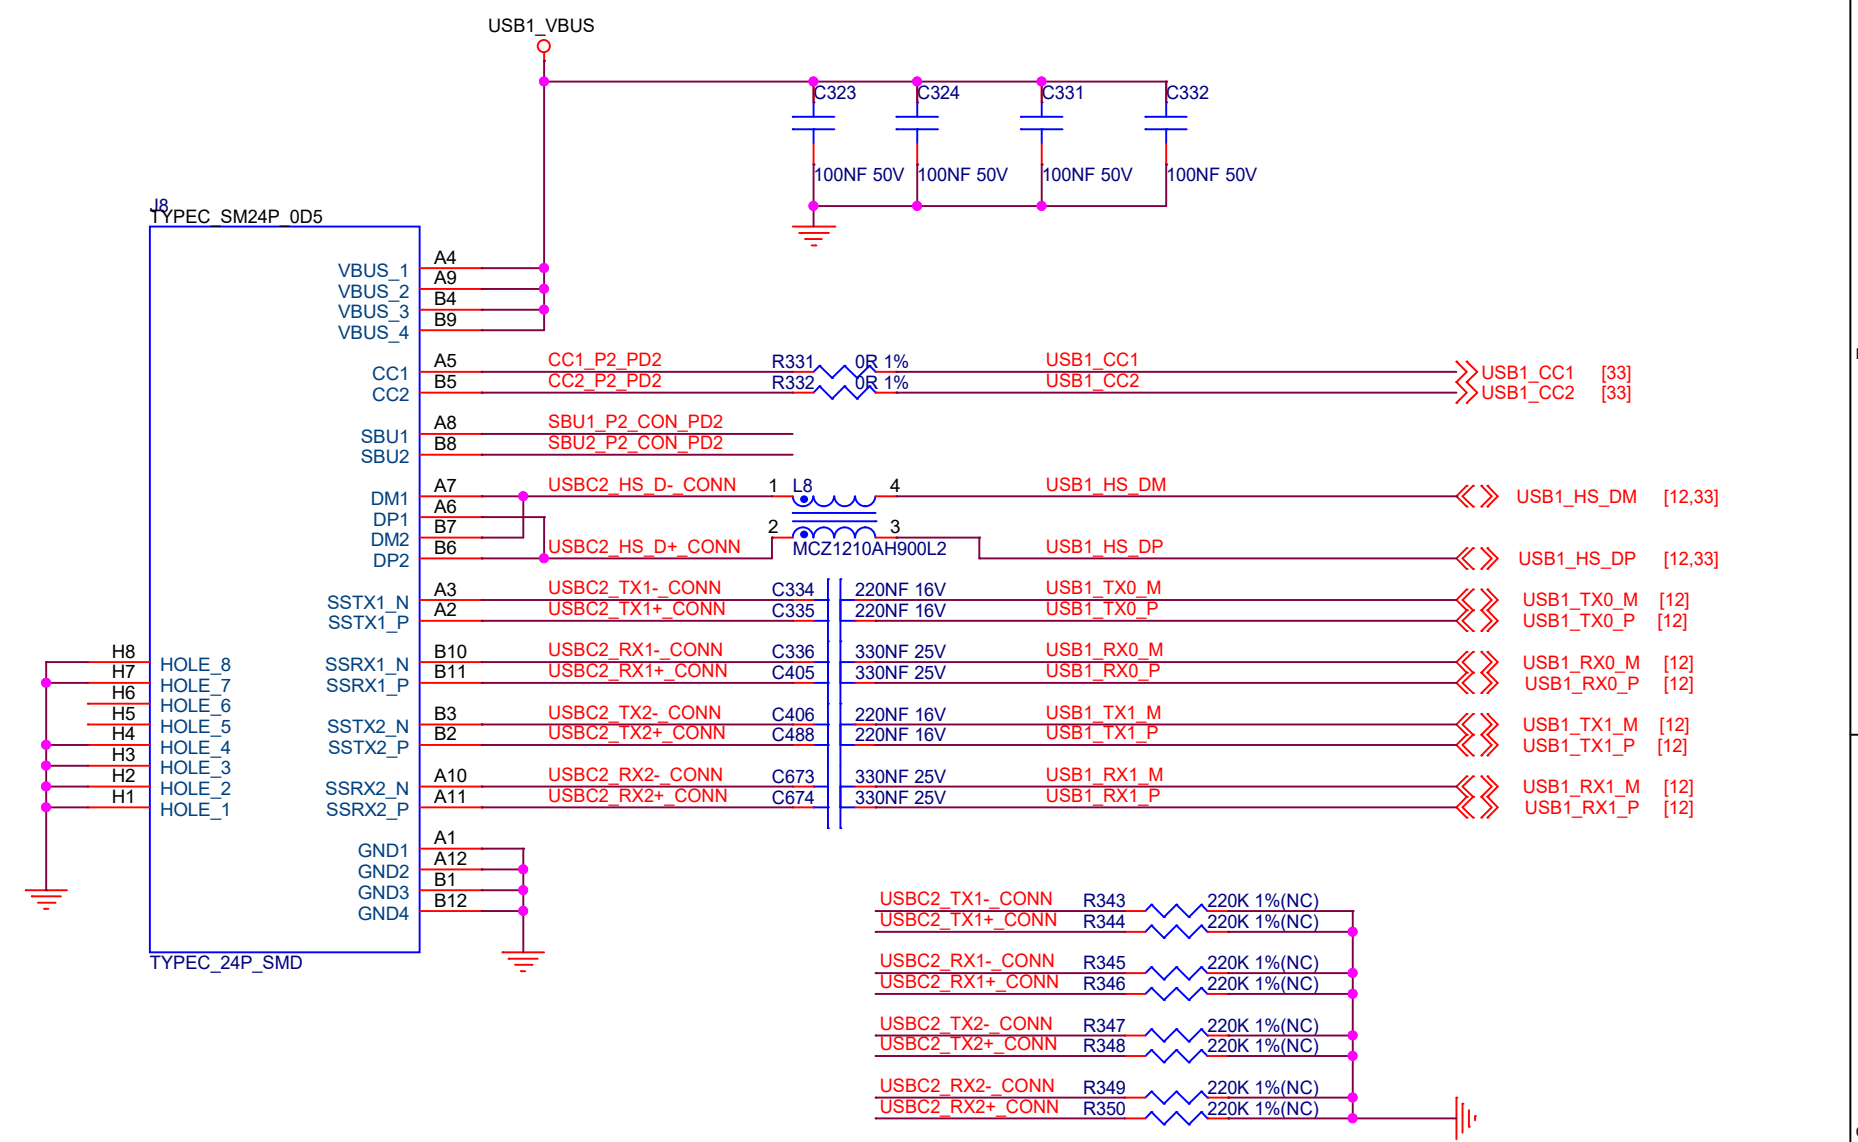 USB1_VBUS
C323 C324 C331 C332
100NF 50V 100NF 50V 100NF 50V 100NF 50V
J8
TYPEC_SM24P_0D5
VBUS_1 A4
VBUS_2 A9
VBUS_3 B4
VBUS_4 B9
CC1 A5 CC1_P2_PD2 R331 0R 1% USB1_CC1 USB1_CC1 [33]
CC2 B5 CC2_P2_PD2 R332 0R 1% USB1_CC2 USB1_CC2 [33]
SBU1 A8 SBU1_P2_CON_PD2
SBU2 B8 SBU2_P2_CON_PD2
DM1 A7 USBC2_HS_D-_CONN 1 L8 4 USB1_HS_DM USB1_HS_DM [12,33]
DP1 A6
DM2 B7 2 3
DP2 B6 USBC2_HS_D+_CONN MCZ1210AH900L2 USB1_HS_DP USB1_HS_DP [12,33]
SSTX1_N A3 USBC2_TX1-_CONN C334 220NF 16V USB1_TX0_M USB1_TX0_M [12]
SSTX1_P A2 USBC2_TX1+_CONN C335 220NF 16V USB1_TX0_P USB1_TX0_P [12]
H8 HOLE_8 SSRX1_N B10 USBC2_RX1-_CONN C336 330NF 25V USB1_RX0_M USB1_RX0_M [12]
H7 HOLE_7 SSRX1_P B11 USBC2_RX1+_CONN C405 330NF 25V USB1_RX0_P USB1_RX0_P [12]
H6 HOLE_6
H5 HOLE_5 SSTX2_N B3 USBC2_TX2-_CONN C406 220NF 16V USB1_TX1_M USB1_TX1_M [12]
H4 HOLE_4 SSTX2_P B2 USBC2_TX2+_CONN C488 220NF 16V USB1_TX1_P USB1_TX1_P [12]
H3 HOLE_3
H2 HOLE_2 SSRX2_N A10 USBC2_RX2-_CONN C673 330NF 25V USB1_RX1_M USB1_RX1_M [12]
H1 HOLE_1 SSRX2_P A11 USBC2_RX2+_CONN C674 330NF 25V USB1_RX1_P USB1_RX1_P [12]
GND1 A1
GND2 A12
GND3 B1
GND4 B12
TYPEC_24P_SMD
USBC2_TX1-_CONN R343 220K 1%(NC)
USBC2_TX1+_CONN R344 220K 1%(NC)
USBC2_RX1-_CONN R345 220K 1%(NC)
USBC2_RX1+_CONN R346 220K 1%(NC)
USBC2_TX2-_CONN R347 220K 1%(NC)
USBC2_TX2+_CONN R348 220K 1%(NC)
USBC2_RX2-_CONN R349 220K 1%(NC)
USBC2_RX2+_CONN R350 220K 1%(NC)